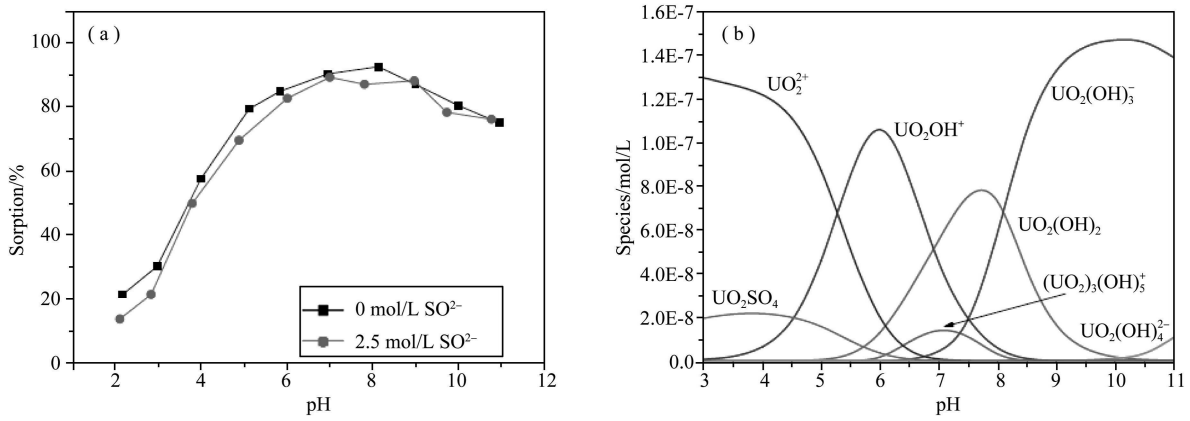 ( a )
100
80
60
40
20
0
Sorption/%
2
4
6
8
10
12
pH
0 mol/L SO²⁻
2.5 mol/L SO²⁻
( b )
1.6E-7
1.4E-7
1.2E-7
1.0E-7
8.0E-8
6.0E-8
4.0E-8
2.0E-8
0.0
Species/mol/L
UO₂²⁺
UO₂OH⁺
UO₂(OH)₃⁻
UO₂(OH)₂
(UO₂)₃(OH)₅⁺
UO₂SO₄
UO₂(OH)₄²⁻
3
4
5
6
7
8
9
10
11
pH